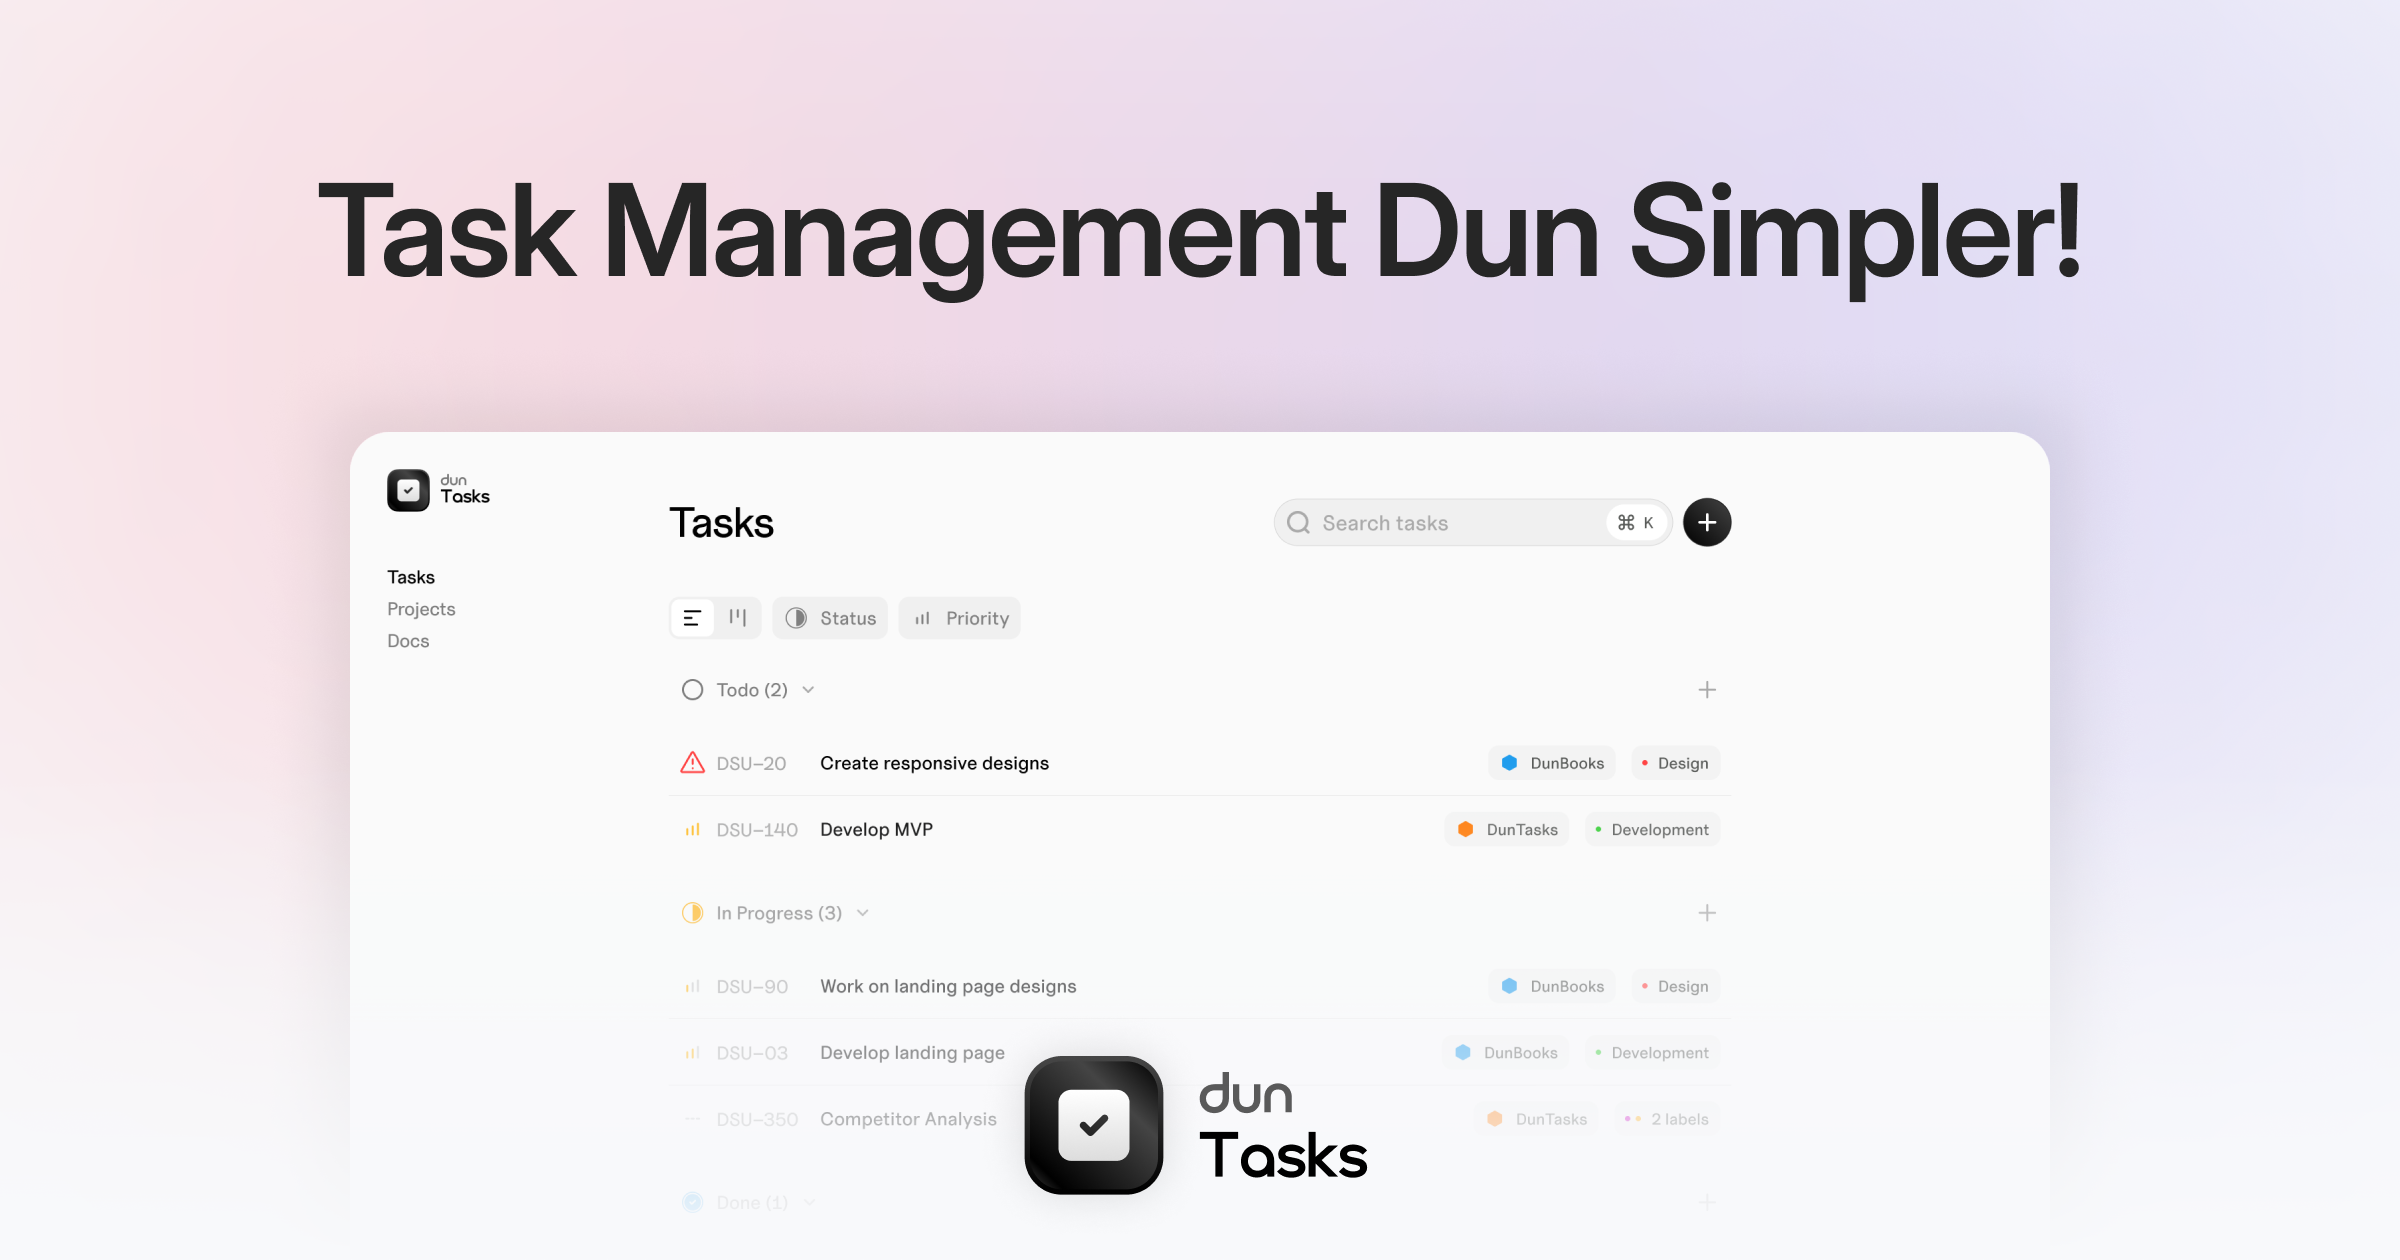 Task Management Dun Simpler!
dun
Tasks
Tasks
Search tasks
⌘ K
Tasks
Projects
Docs
Status
Priority
Todo (2)
DSU–20 Create responsive designs DunBooks Design
DSU–140 Develop MVP DunTasks Development
In Progress (3)
DSU–90 Work on landing page designs DunBooks Design
DSU–03 Develop landing page DunBooks Development
DSU–350 Competitor Analysis DunTasks 2 labels
dun
Tasks
Done (1)